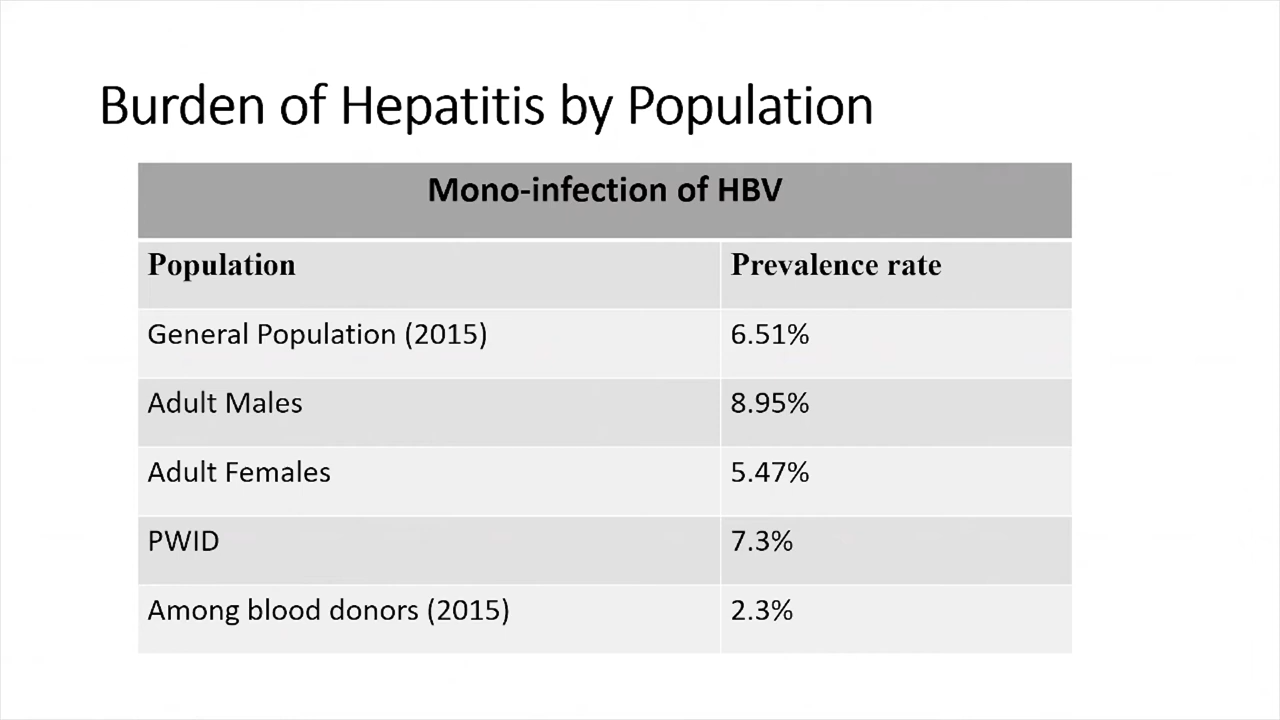 Burden of Hepatitis by Population
Mono-infection of HBV
Population Prevalence rate
General Population (2015) 6.51%
Adult Males 8.95%
Adult Females 5.47%
PWID 7.3%
Among blood donors (2015) 2.3%